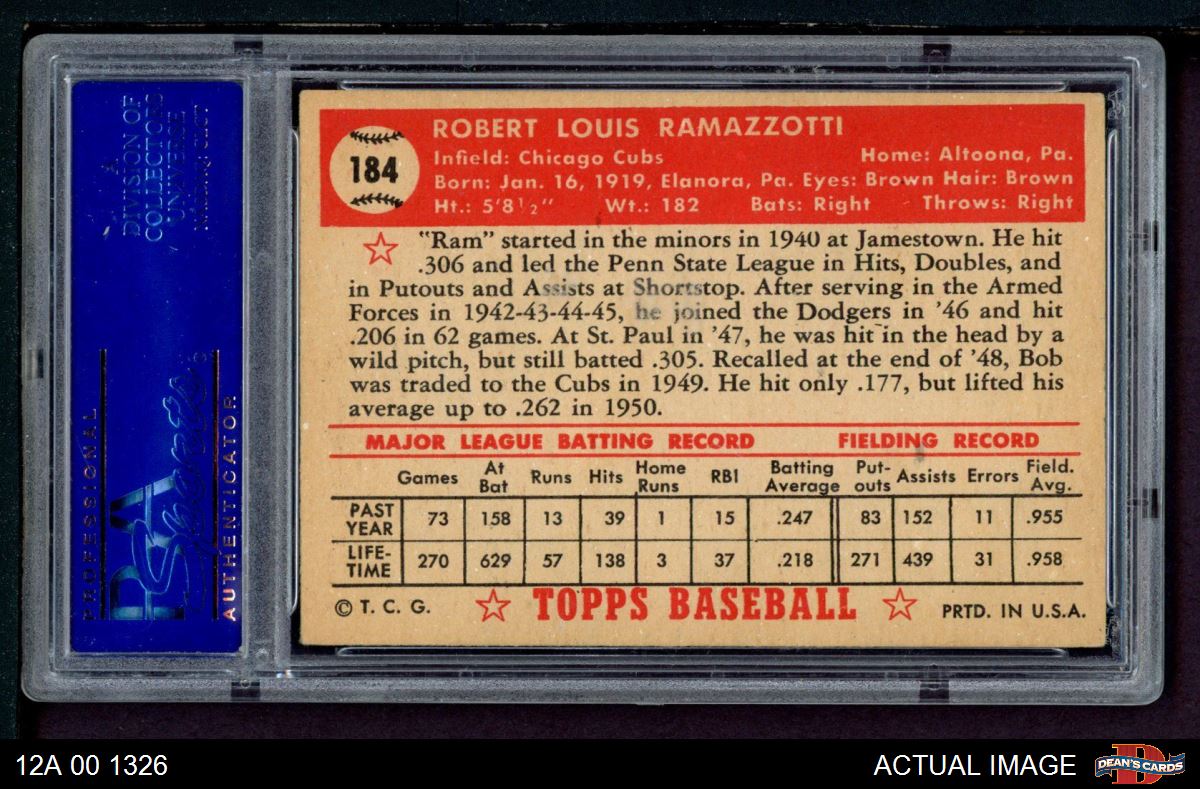 A
DIVISION OF
COLLECTORS
UNIVERSE
NASDAQ: CLCT
PROFESSIONAL
PSA
Sports
AUTHENTICATOR
184
ROBERT LOUIS RAMAZZOTTI
Infield: Chicago Cubs Home: Altoona, Pa.
Born: Jan. 16, 1919, Elanora, Pa. Eyes: Brown Hair: Brown
Ht.: 5'8½" Wt.: 182 Bats: Right Throws: Right
"Ram" started in the minors in 1940 at Jamestown. He hit
.306 and led the Penn State League in Hits, Doubles, and
in Putouts and Assists at Shortstop. After serving in the Armed
Forces in 1942-43-44-45, he joined the Dodgers in '46 and hit
.206 in 62 games. At St. Paul in '47, he was hit in the head by a
wild pitch, but still batted .305. Recalled at the end of '48, Bob
was traded to the Cubs in 1949. He hit only .177, but lifted his
average up to .262 in 1950.
MAJOR LEAGUE BATTING RECORD FIELDING RECORD
Games At Bat Runs Hits Home Runs RBI Batting Average Put-outs Assists Errors Field. Avg.
PAST YEAR 73 158 13 39 1 15 .247 83 152 11 .955
LIFE-TIME 270 629 57 138 3 37 .218 271 439 31 .958
© T. C. G. TOPPS BASEBALL PRTD. IN U.S.A.
12A 00 1326 ACTUAL IMAGE D DEAN'S CARDS